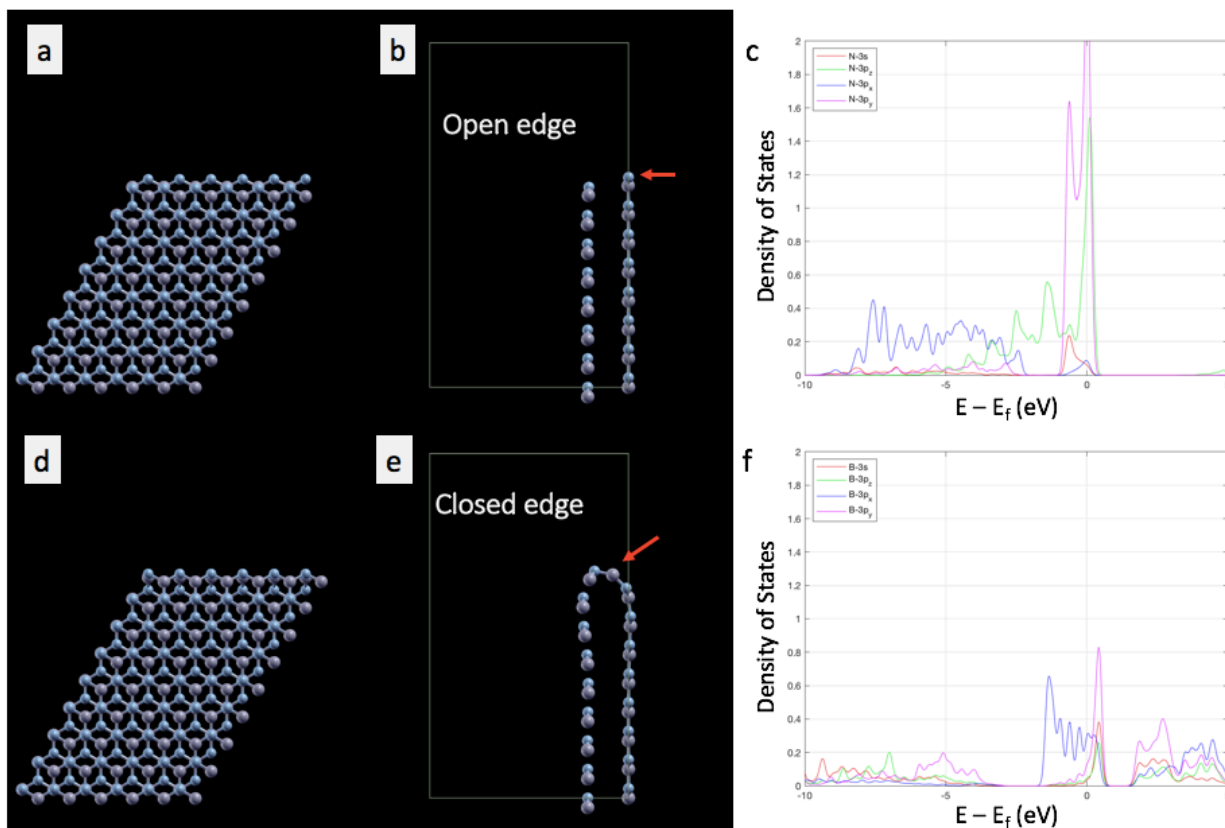 a
b
Open edge
c
N-3s
N-3pz
N-3px
N-3py
Density of States
2
1.8
1.6
1.4
1.2
1
0.8
0.6
0.4
0.2
0
-10
-5
0
E – Ef (eV)
d
e
Closed edge
f
B-3s
B-3pz
B-3px
B-3py
Density of States
2
1.8
1.6
1.4
1.2
1
0.8
0.6
0.4
0.2
0
-10
-5
0
E – Ef (eV)